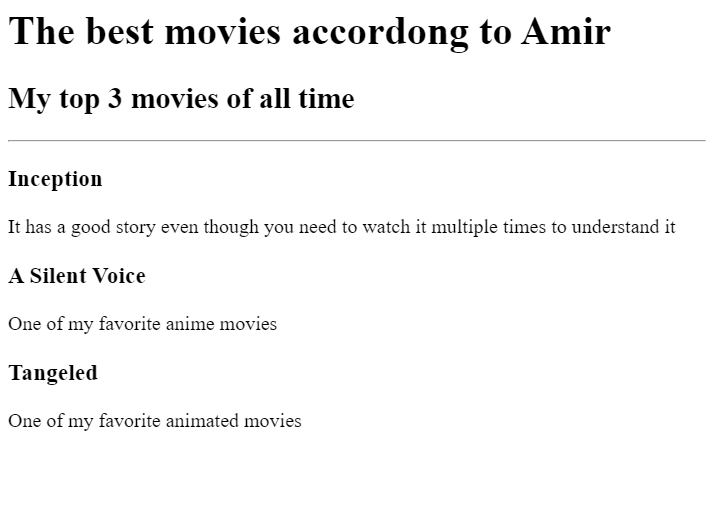 The best movies accordong to Amir
My top 3 movies of all time
Inception
It has a good story even though you need to watch it multiple times to understand it
A Silent Voice
One of my favorite anime movies
Tangeled
One of my favorite animated movies